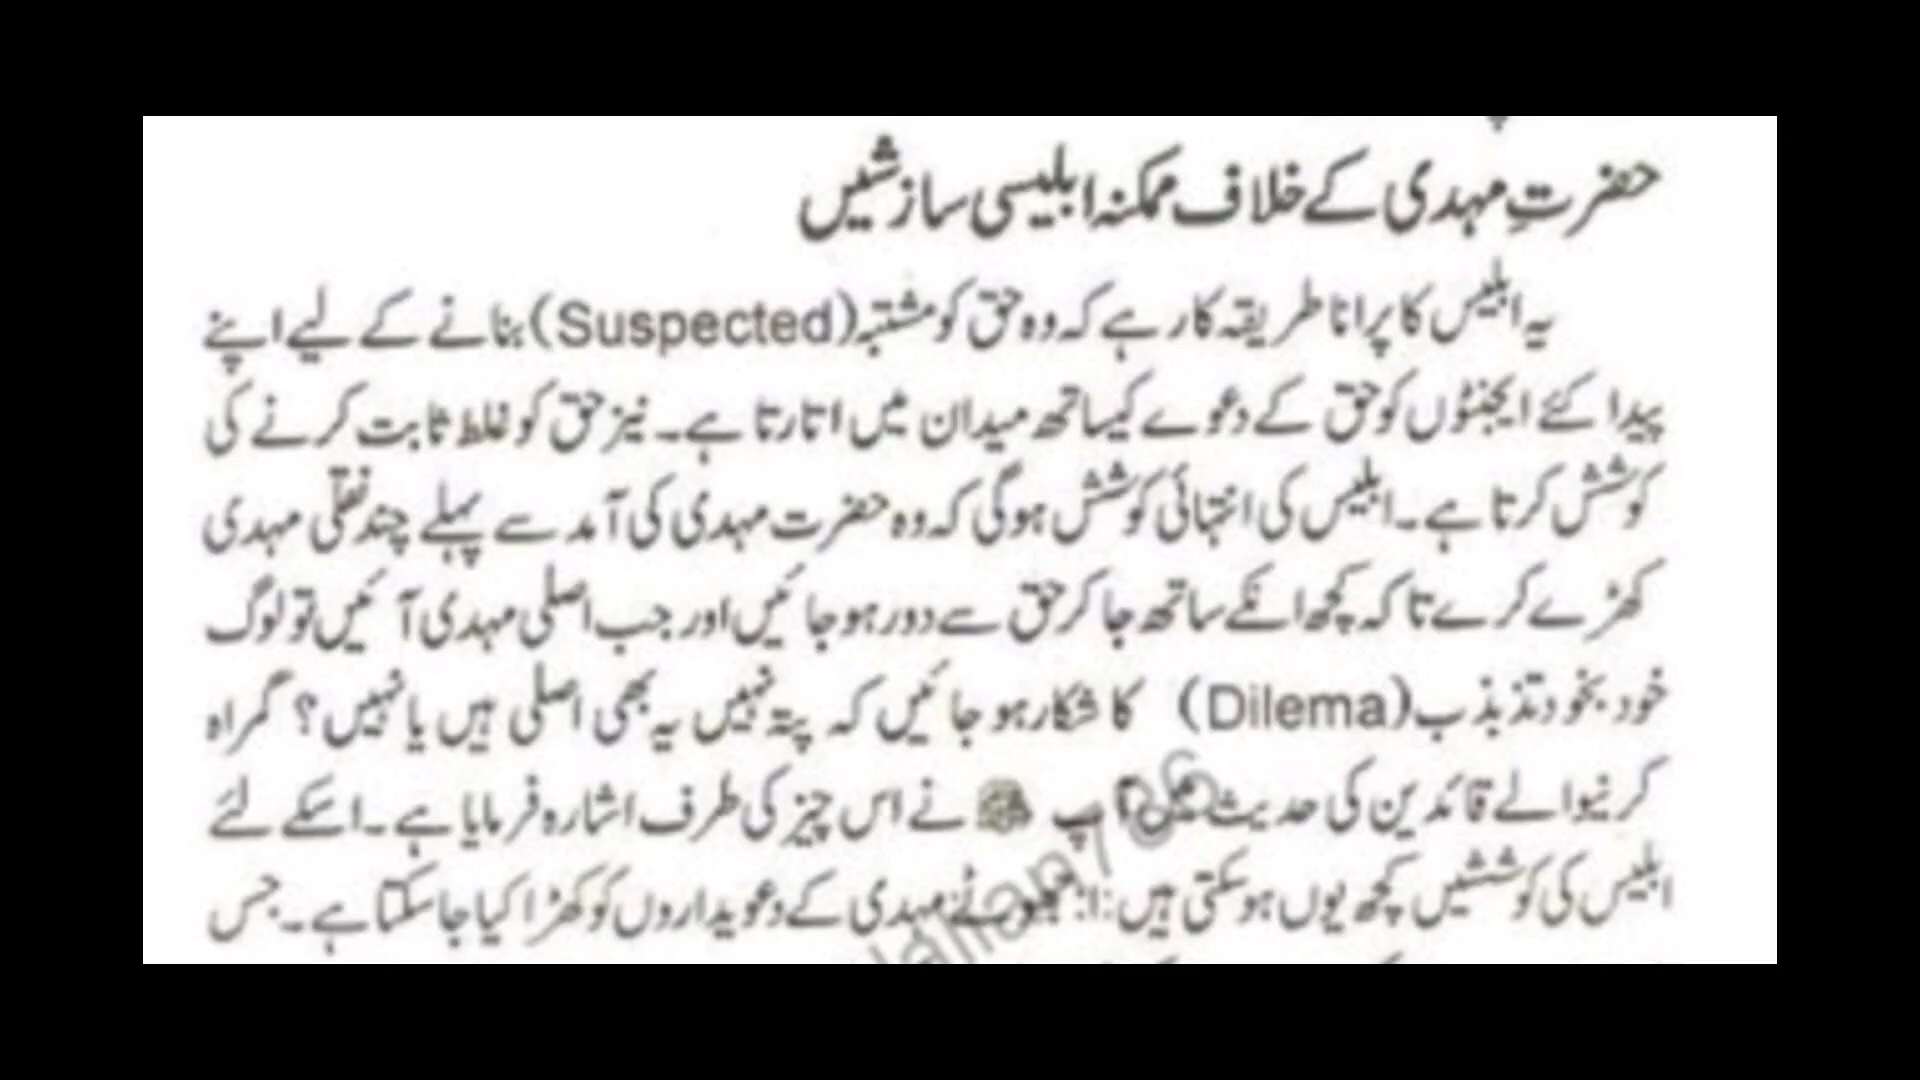 حضرتِ مہدی کے خلاف ممکنہ ابلیسی سازشیں
یہ ابلیس کا پرانا طریقہ کار ہے کہ وہ حق کو مشتبہ (Suspected) بنانے کے لیے اپنے
پیدا کئے ایجنٹوں کو حق کے دعوے کیساتھ میدان میں اتارتا ہے۔ نیز حق کو غلط ثابت کرنے کی
کوشش کرتا ہے۔ ابلیس کی انتہائی کوشش ہوگی کہ وہ حضرت مہدی کی آمد سے پہلے چند نقلی مہدی
کھڑے کرے تاکہ کچھ انکے ساتھ جا کر حق سے دور ہو جائیں اور جب اصلی مہدی آئیں تو لوگ
خود بخود تذبذب (Dilema) کا شکار ہو جائیں کہ پتہ نہیں یہ بھی اصلی ہیں یا نہیں؟ گمراہ
کرنیوالے قائدین کی حدیث میں آپ ﷺ نے اس چیز کی طرف اشارہ فرمایا ہے۔ اسکے لئے
ابلیس کی کوششیں کچھ یوں ہو سکتی ہیں: ۱: جھوٹے مہدی کے دعویداروں کو کھڑا کیا جا سکتا ہے۔ جس